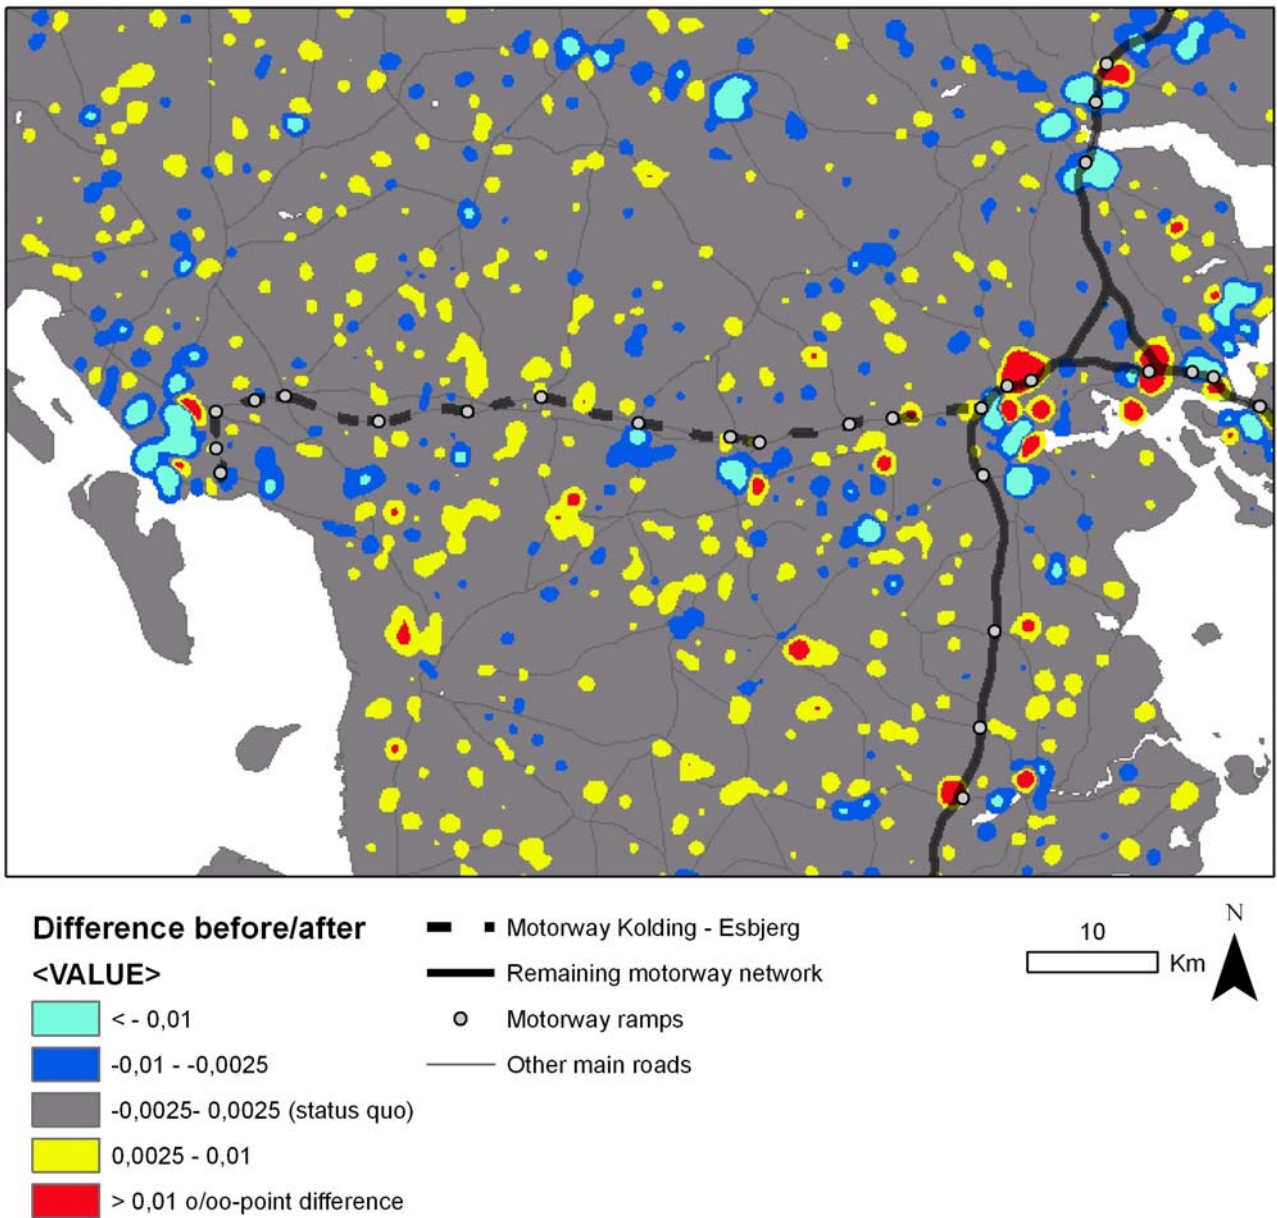 Difference before/after
<VALUE>
< - 0,01
-0,01 - -0,0025
-0,0025- 0,0025 (status quo)
0,0025 - 0,01
> 0,01 o/oo-point difference
Motorway Kolding - Esbjerg
Remaining motorway network
Motorway ramps
Other main roads
10
Km
N